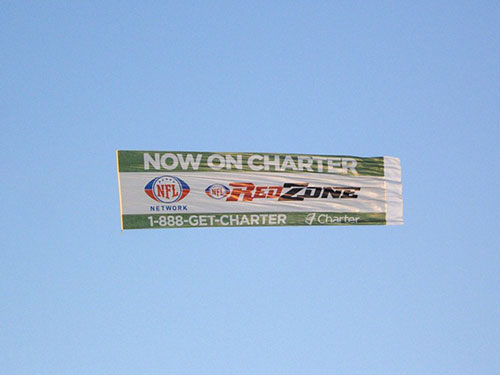 NOW ON CHARTER
NFL
NETWORK
NFL REDZONE
1-888-GET-CHARTER
Charter